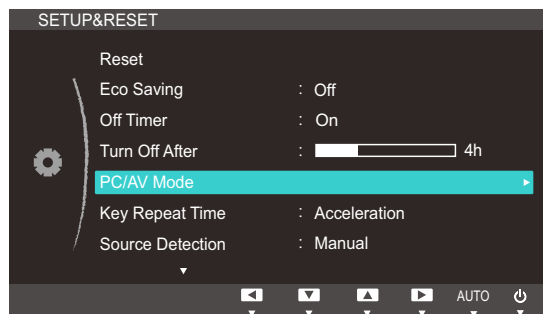 SETUP&RESET
Reset
Eco Saving : Off
Off Timer : On
Turn Off After : 4h
PC/AV Mode
Key Repeat Time : Acceleration
Source Detection : Manual
AUTO